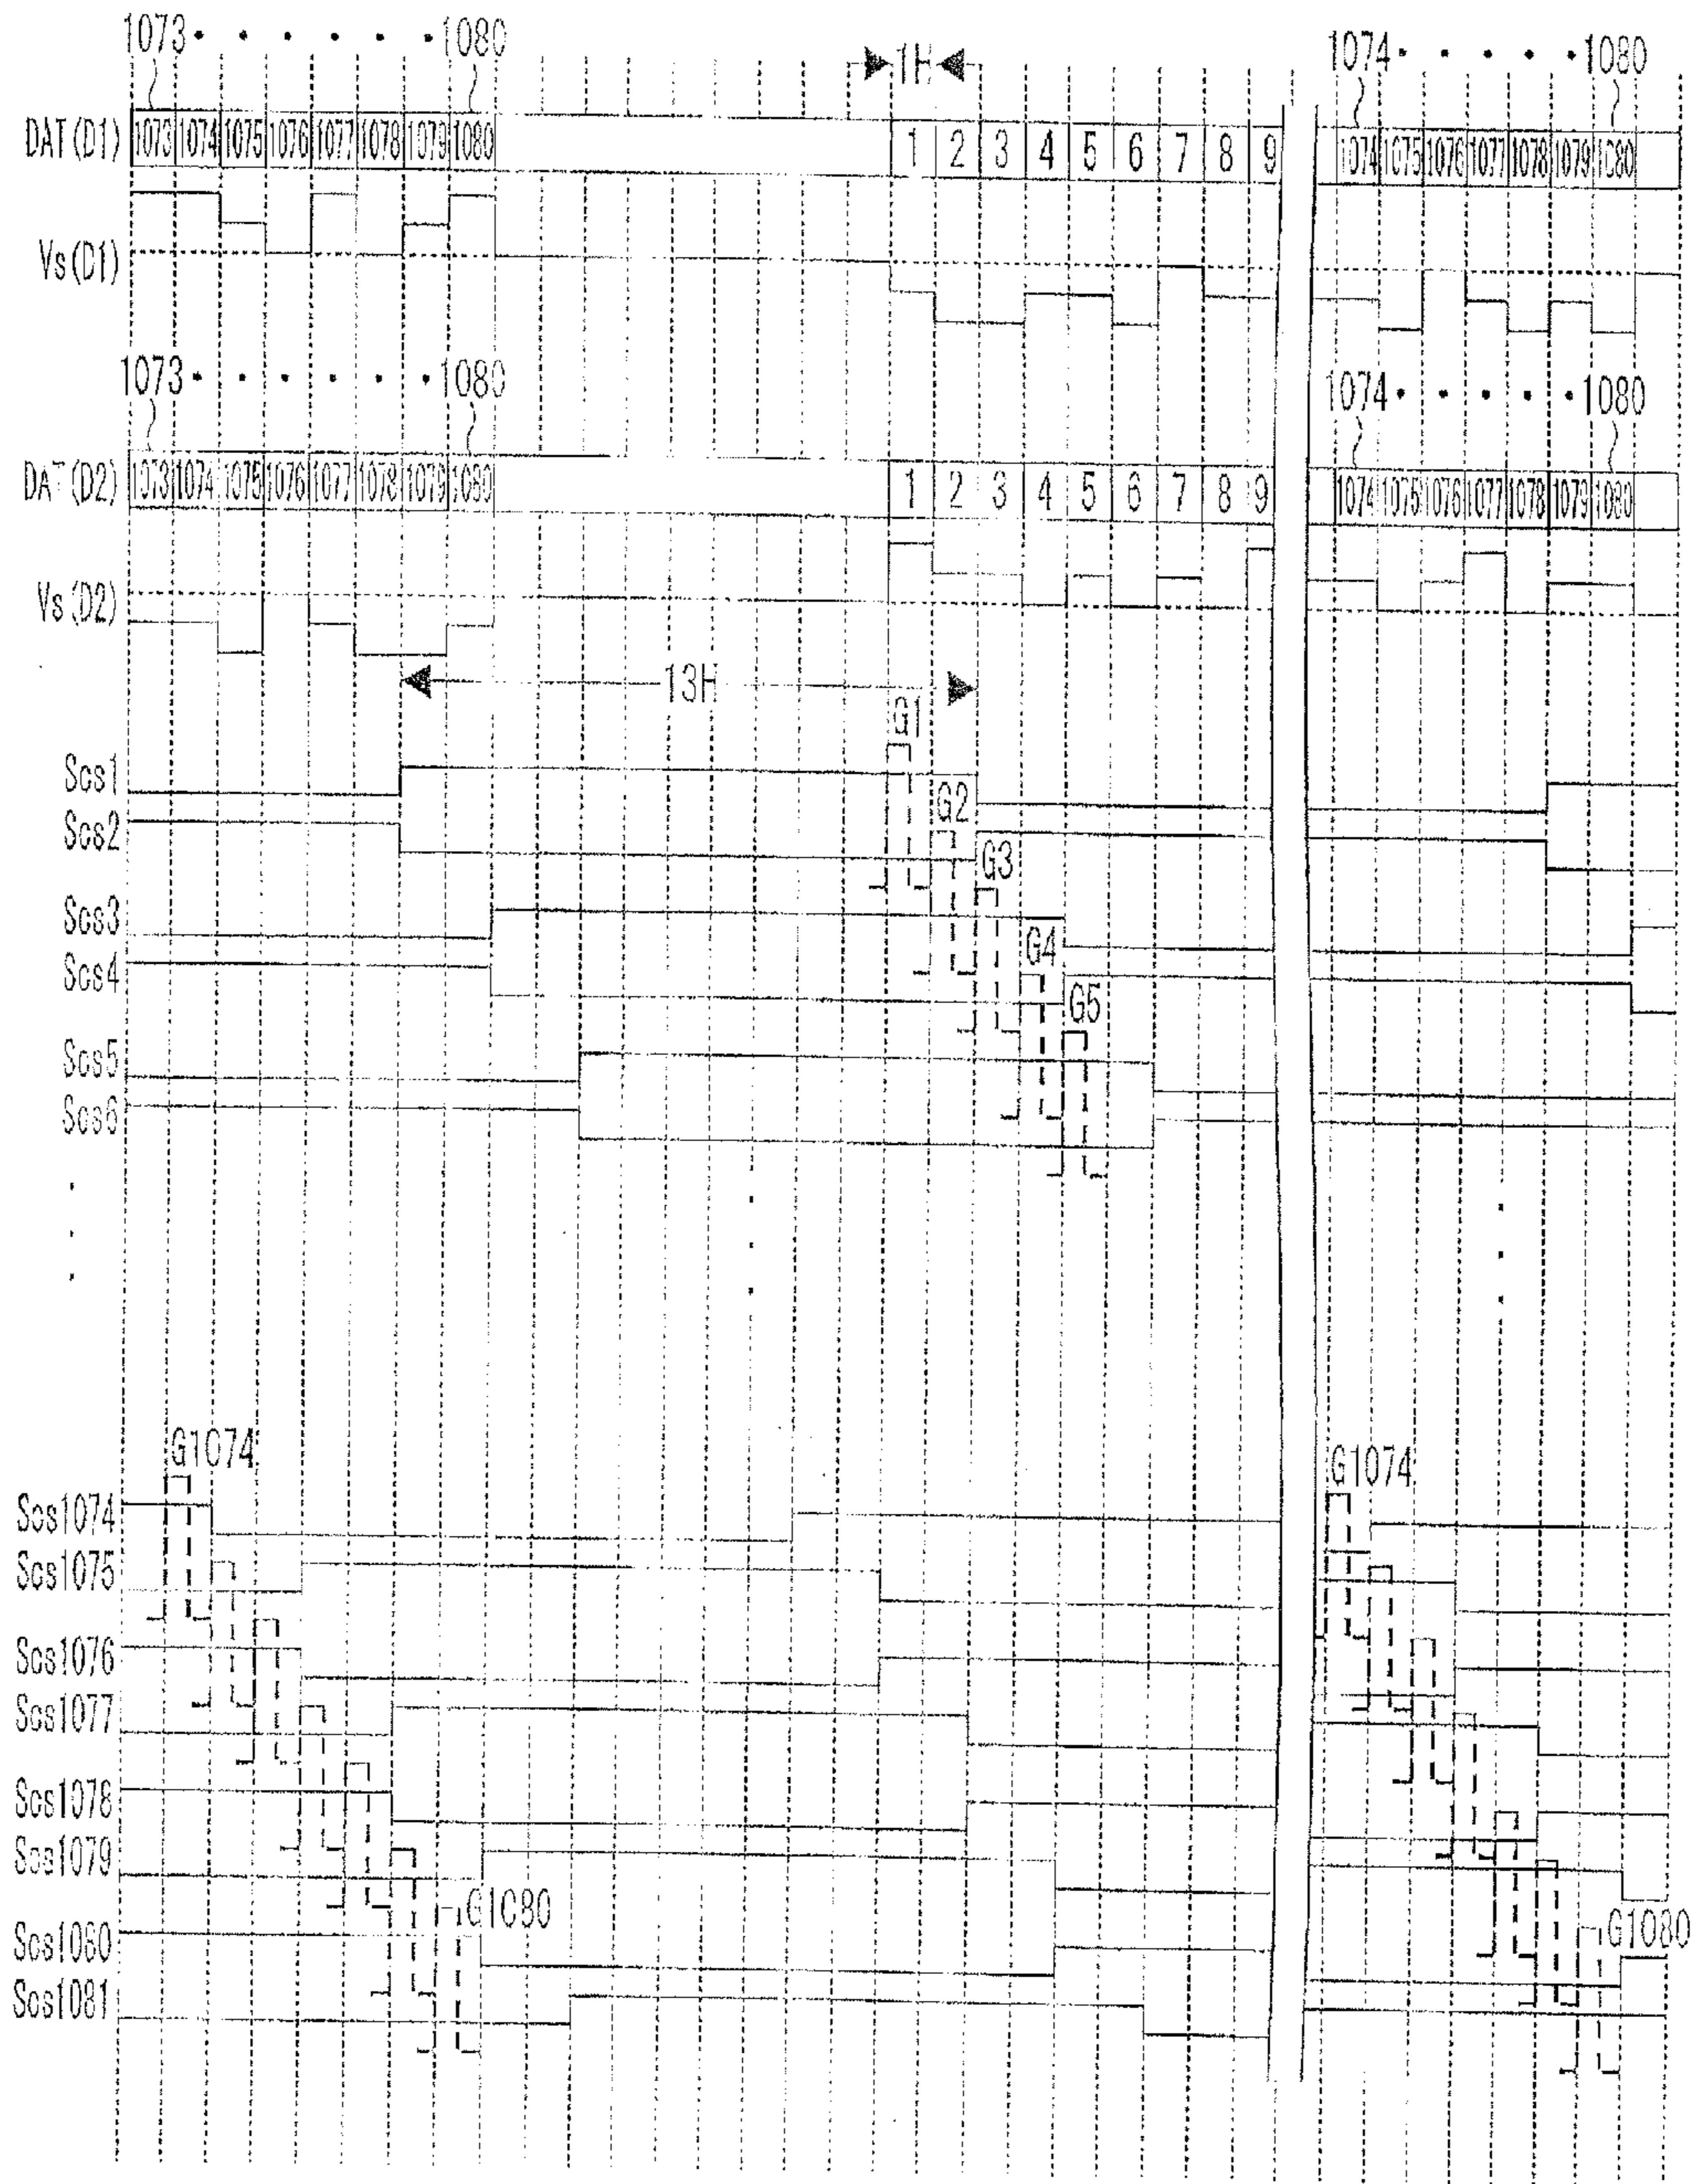 1073 • • • • • • 1080
1H
1074 • • • • • 1080
DAT(D1) 1073 1074 1075 1076 1077 1078 1079 1080 1 2 3 4 5 6 7 8 9 1074 1075 1076 1077 1078 1079 1080
Vs(D1)
1073 • • • • • • 1080
1074 • • • • • 1080
DAT(D2) 1073 1074 1075 1076 1077 1078 1079 1080 1 2 3 4 5 6 7 8 9 1074 1075 1076 1077 1078 1079 1080
Vs(D2)
13H
G1
Scs1
G2
Scs2
G3
Scs3
G4
Scs4
G5
Scs5
Scs6
G1074
G1074
Scs1074
Scs1075
Scs1076
Scs1077
Scs1078
Scs1079
G1080
G1080
Scs1080
Scs1081